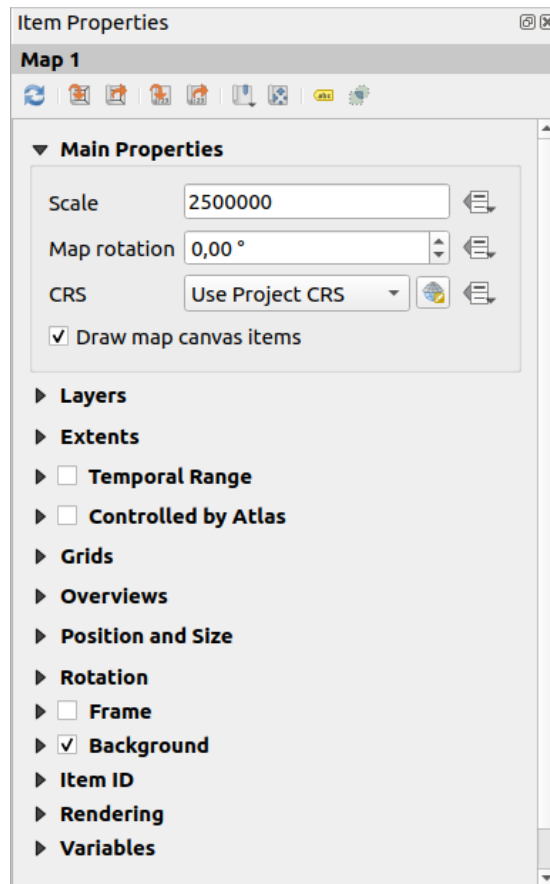 Item Properties
Map 1
Main Properties
Scale 2500000
Map rotation 0,00 °
CRS Use Project CRS
Draw map canvas items
Layers
Extents
Temporal Range
Controlled by Atlas
Grids
Overviews
Position and Size
Rotation
Frame
Background
Item ID
Rendering
Variables